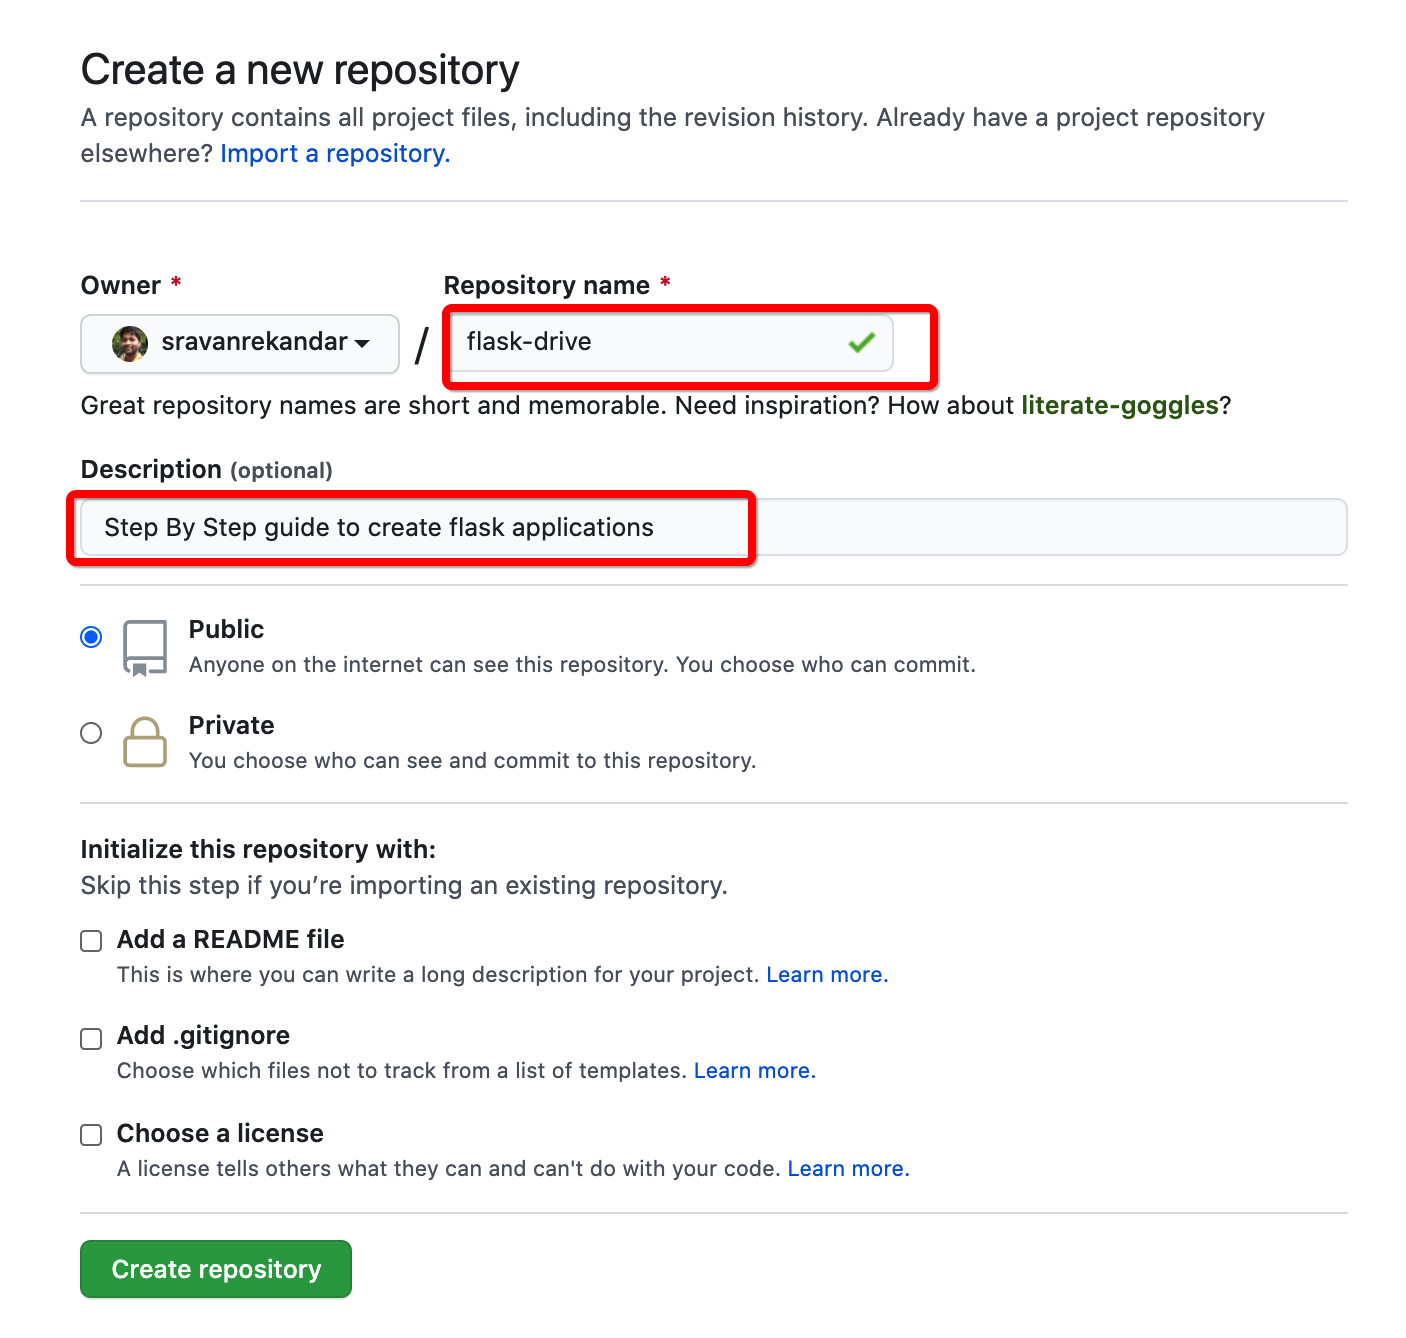 Create a new repository
A repository contains all project files, including the revision history. Already have a project repository
elsewhere? Import a repository.
Owner * Repository name *
sravanrekandar / flask-drive
Great repository names are short and memorable. Need inspiration? How about literate-goggles?
Description (optional)
Step By Step guide to create flask applications
Public
Anyone on the internet can see this repository. You choose who can commit.
Private
You choose who can see and commit to this repository.
Initialize this repository with:
Skip this step if you’re importing an existing repository.
Add a README file
This is where you can write a long description for your project. Learn more.
Add .gitignore
Choose which files not to track from a list of templates. Learn more.
Choose a license
A license tells others what they can and can't do with your code. Learn more.
Create repository